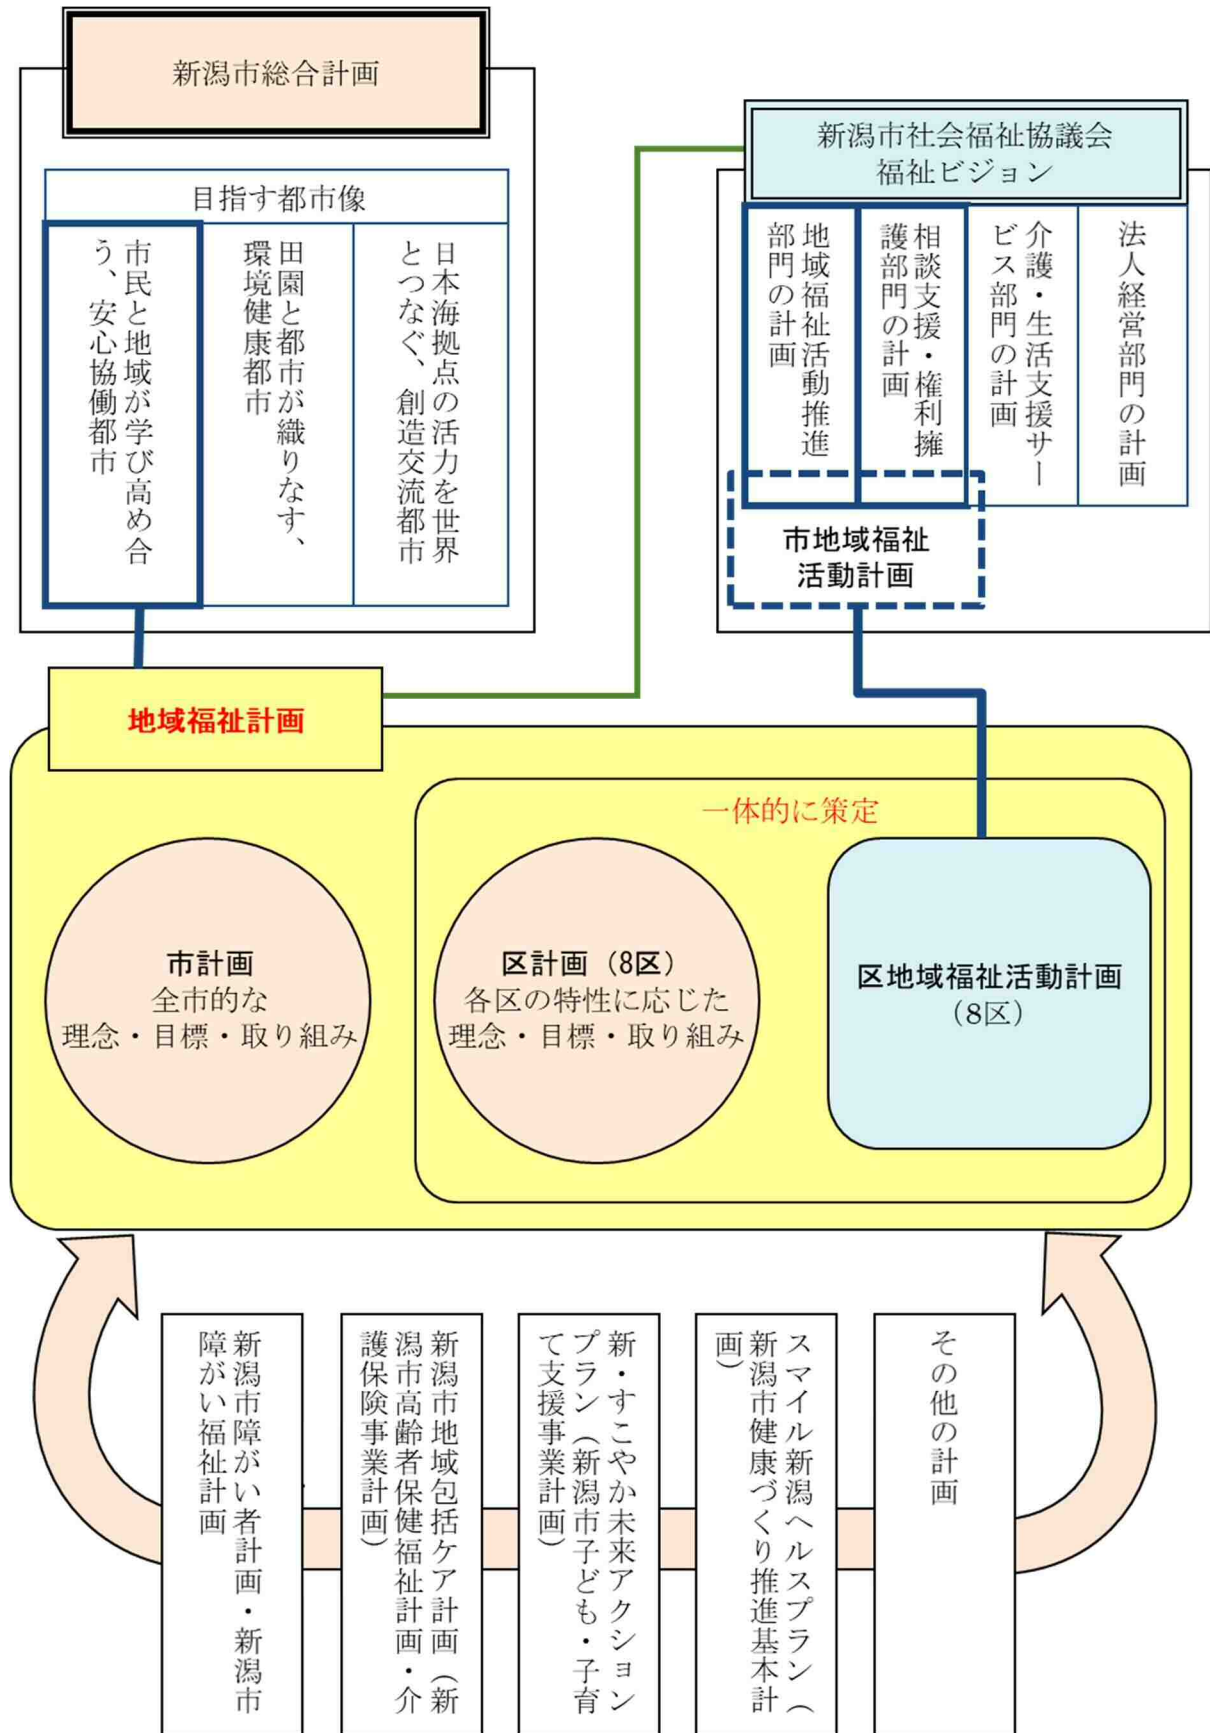 新潟市総合計画
目指す都市像
市民と地域が学び高め合
う、安心協働都市
田園と都市が織りなす、
環境健康都市
日本海拠点の活力を世界
とつなぐ、創造交流都市
新潟市社会福祉協議会
福祉ビジョン
地域福祉活動推進
部門の計画
相談支援・権利擁
護部門の計画
介護・生活支援サー
ビス部門の計画
法人経営部門の計画
市地域福祉
活動計画
地域福祉計画
一体的に策定
市計画
全市的な
理念・目標・取り組み
区計画（8区）
各区の特性に応じた
理念・目標・取り組み
区地域福祉活動計画
（8区）
新潟市障がい者計画・新潟市
障がい福祉計画
新潟市地域包括ケア計画（新
潟市高齢者保健福祉計画・介
護保険事業計画）
新・すこやか未来アクション
プラン（新潟市子ども・子育
て支援事業計画）
スマイル新潟ヘルスプラン（
新潟市健康づくり推進基本計
画）
その他の計画